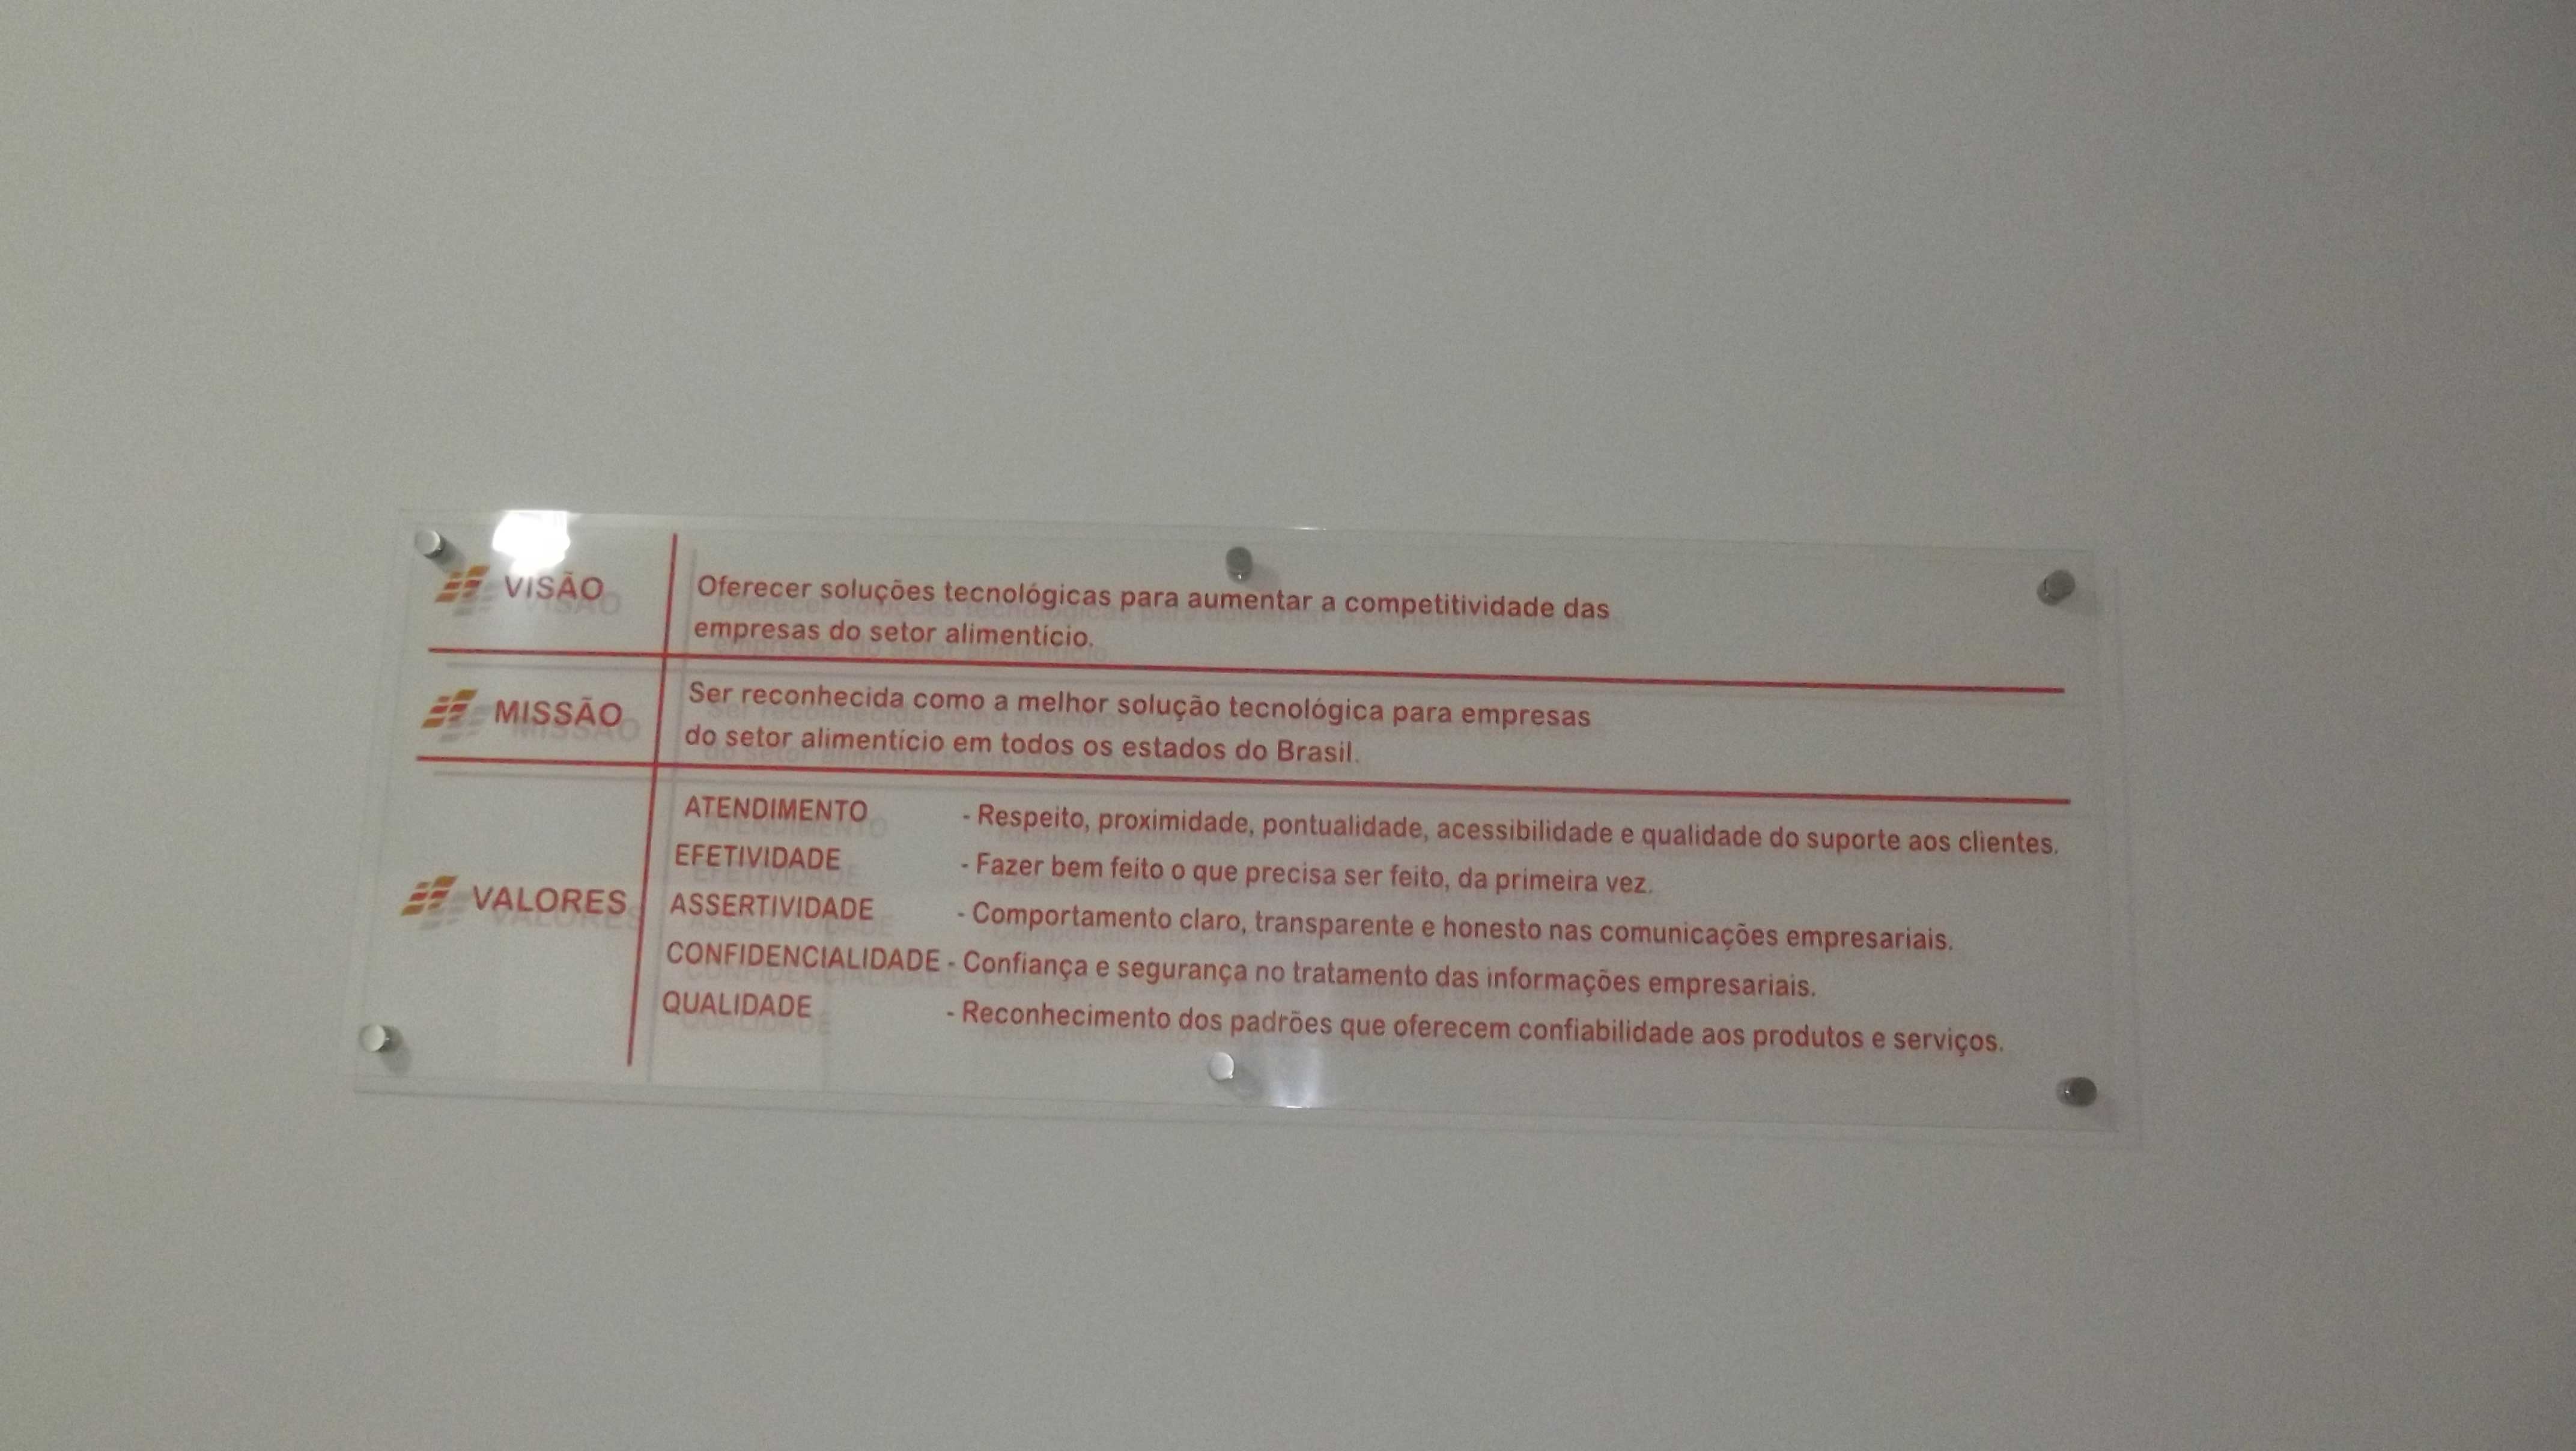 VISÃO
Oferecer soluções tecnológicas para aumentar a competitividade das
empresas do setor alimentício.
MISSÃO
Ser reconhecida como a melhor solução tecnológica para empresas
do setor alimentício em todos os estados do Brasil.
VALORES
ATENDIMENTO - Respeito, proximidade, pontualidade, acessibilidade e qualidade do suporte aos clientes.
EFETIVIDADE - Fazer bem feito o que precisa ser feito, da primeira vez.
ASSERTIVIDADE - Comportamento claro, transparente e honesto nas comunicações empresariais.
CONFIDENCIALIDADE - Confiança e segurança no tratamento das informações empresariais.
QUALIDADE - Reconhecimento dos padrões que oferecem confiabilidade aos produtos e serviços.